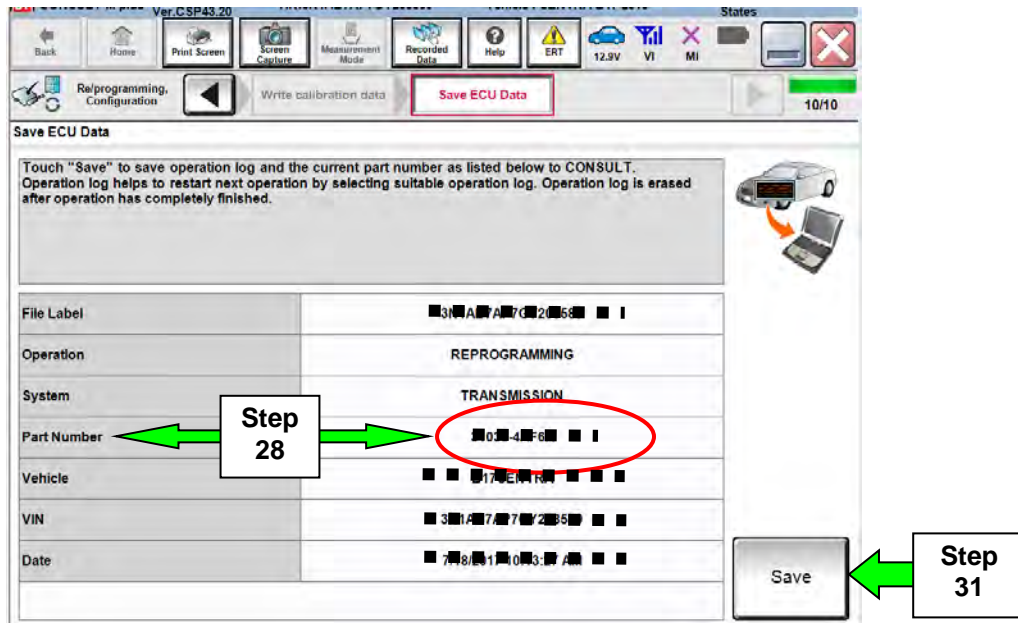 Ver.CSP43.20
States
Back
Home
Print Screen
Screen Capture
Measurement Mode
Recorded Data
Help
ERT
12.9V
VI
MI
Re/programming, Configuration
Write calibration data
Save ECU Data
10/10
Save ECU Data
Touch "Save" to save operation log and the current part number as listed below to CONSULT.
Operation log helps to restart next operation by selecting suitable operation log. Operation log is erased
after operation has completely finished.
File Label
Operation
REPROGRAMMING
System
TRANSMISSION
Part Number
Step
28
Vehicle
VIN
Date
Save
Step
31